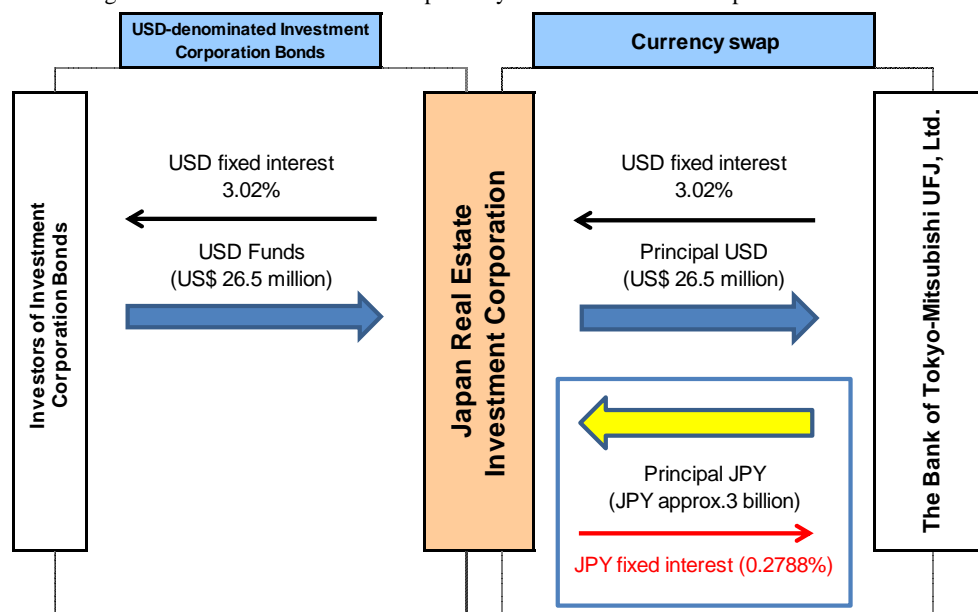 USD-denominated Investment
Corporation Bonds
Currency swap
Investors of Investment
Corporation Bonds
USD fixed interest
3.02%
USD Funds
(US$ 26.5 million)
Japan Real Estate
Investment Corporation
USD fixed interest
3.02%
Principal USD
(US$ 26.5 million)
Principal JPY
(JPY approx.3 billion)
JPY fixed interest (0.2788%)
The Bank of Tokyo-Mitsubishi UFJ, Ltd.